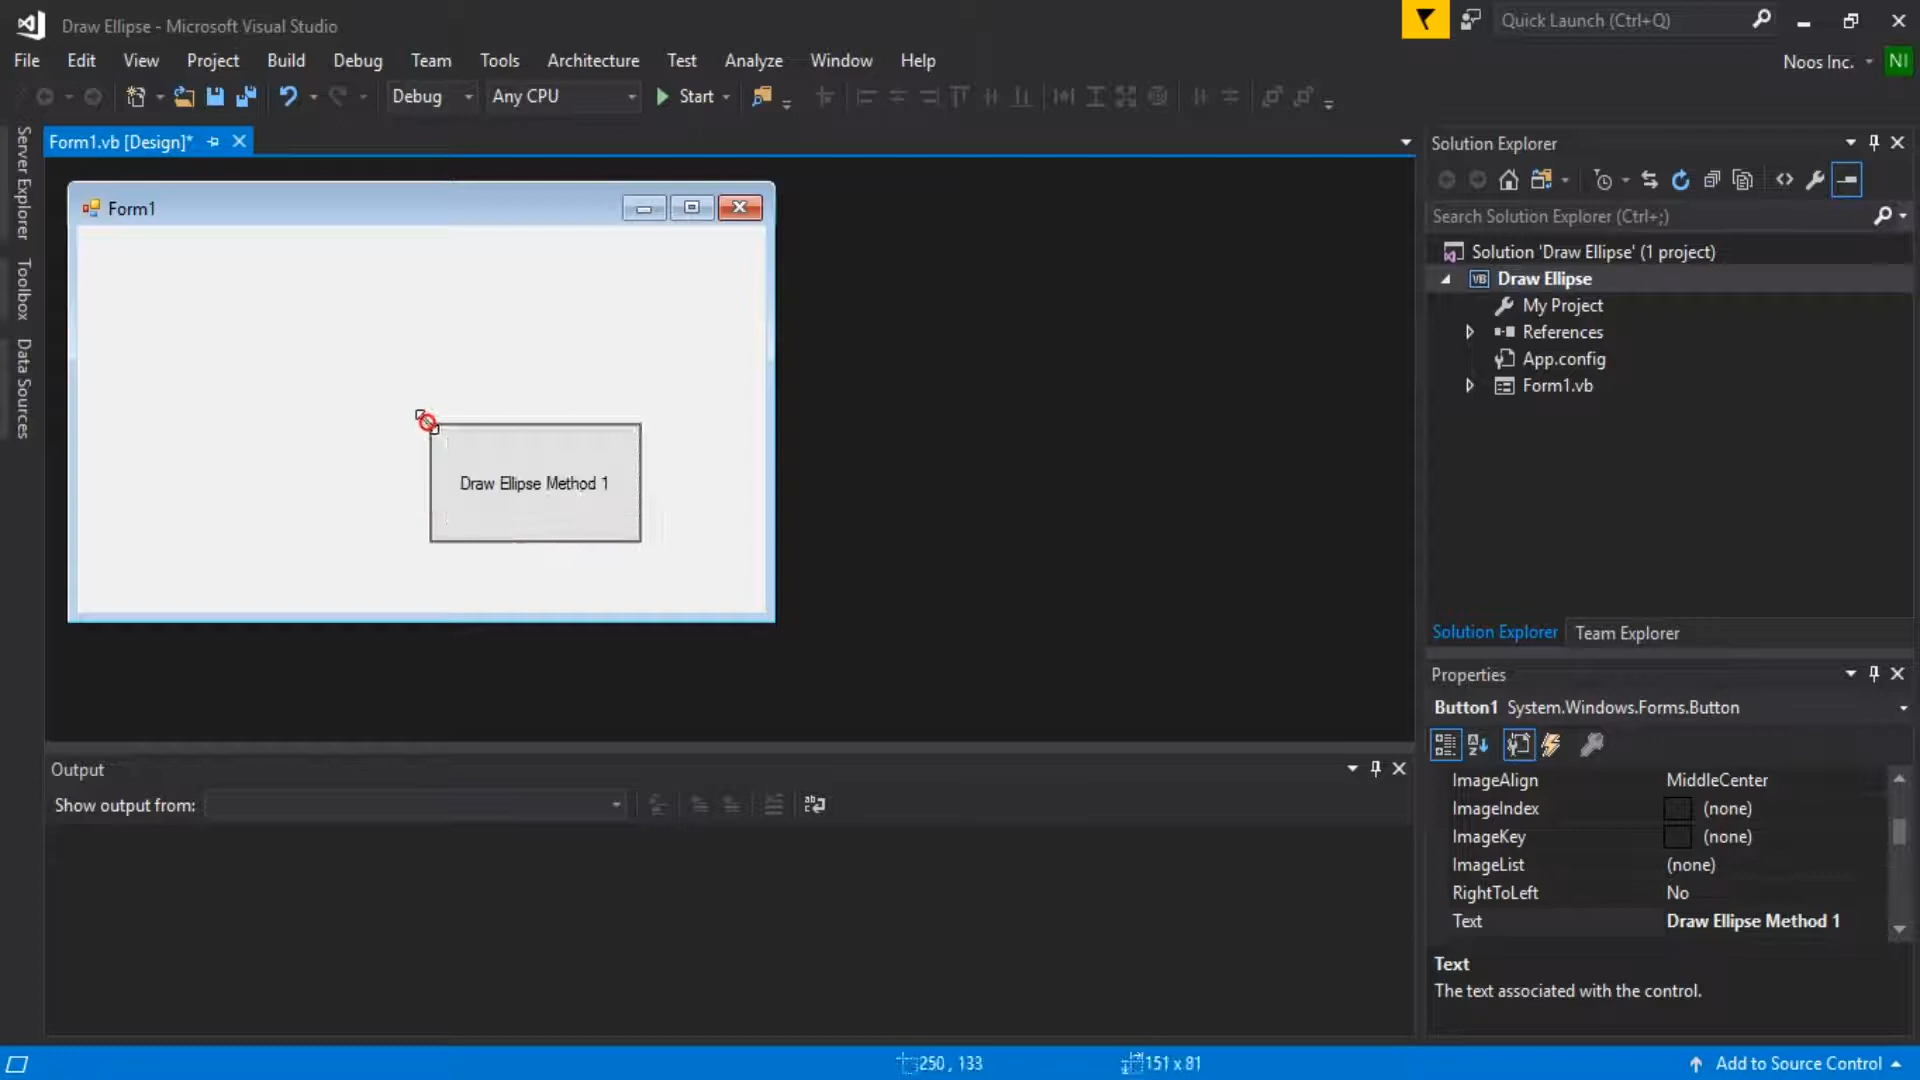 Draw Ellipse - Microsoft Visual Studio
Quick Launch (Ctrl+Q)
File Edit View Project Build Debug Team Tools Architecture Test Analyze Window Help
Noos Inc. NI
Debug Any CPU Start
Form1.vb [Design]*
Server Explorer
Toolbox
Data Sources
Form1
Draw Ellipse Method 1
Solution Explorer
Search Solution Explorer (Ctrl+;)
Solution 'Draw Ellipse' (1 project)
VB Draw Ellipse
My Project
References
App.config
Form1.vb
Solution Explorer Team Explorer
Properties
Button1 System.Windows.Forms.Button
ImageAlign MiddleCenter
ImageIndex (none)
ImageKey (none)
ImageList (none)
RightToLeft No
Text Draw Ellipse Method 1
Text
The text associated with the control.
Output
Show output from:
250 , 133
151 x 81
Add to Source Control